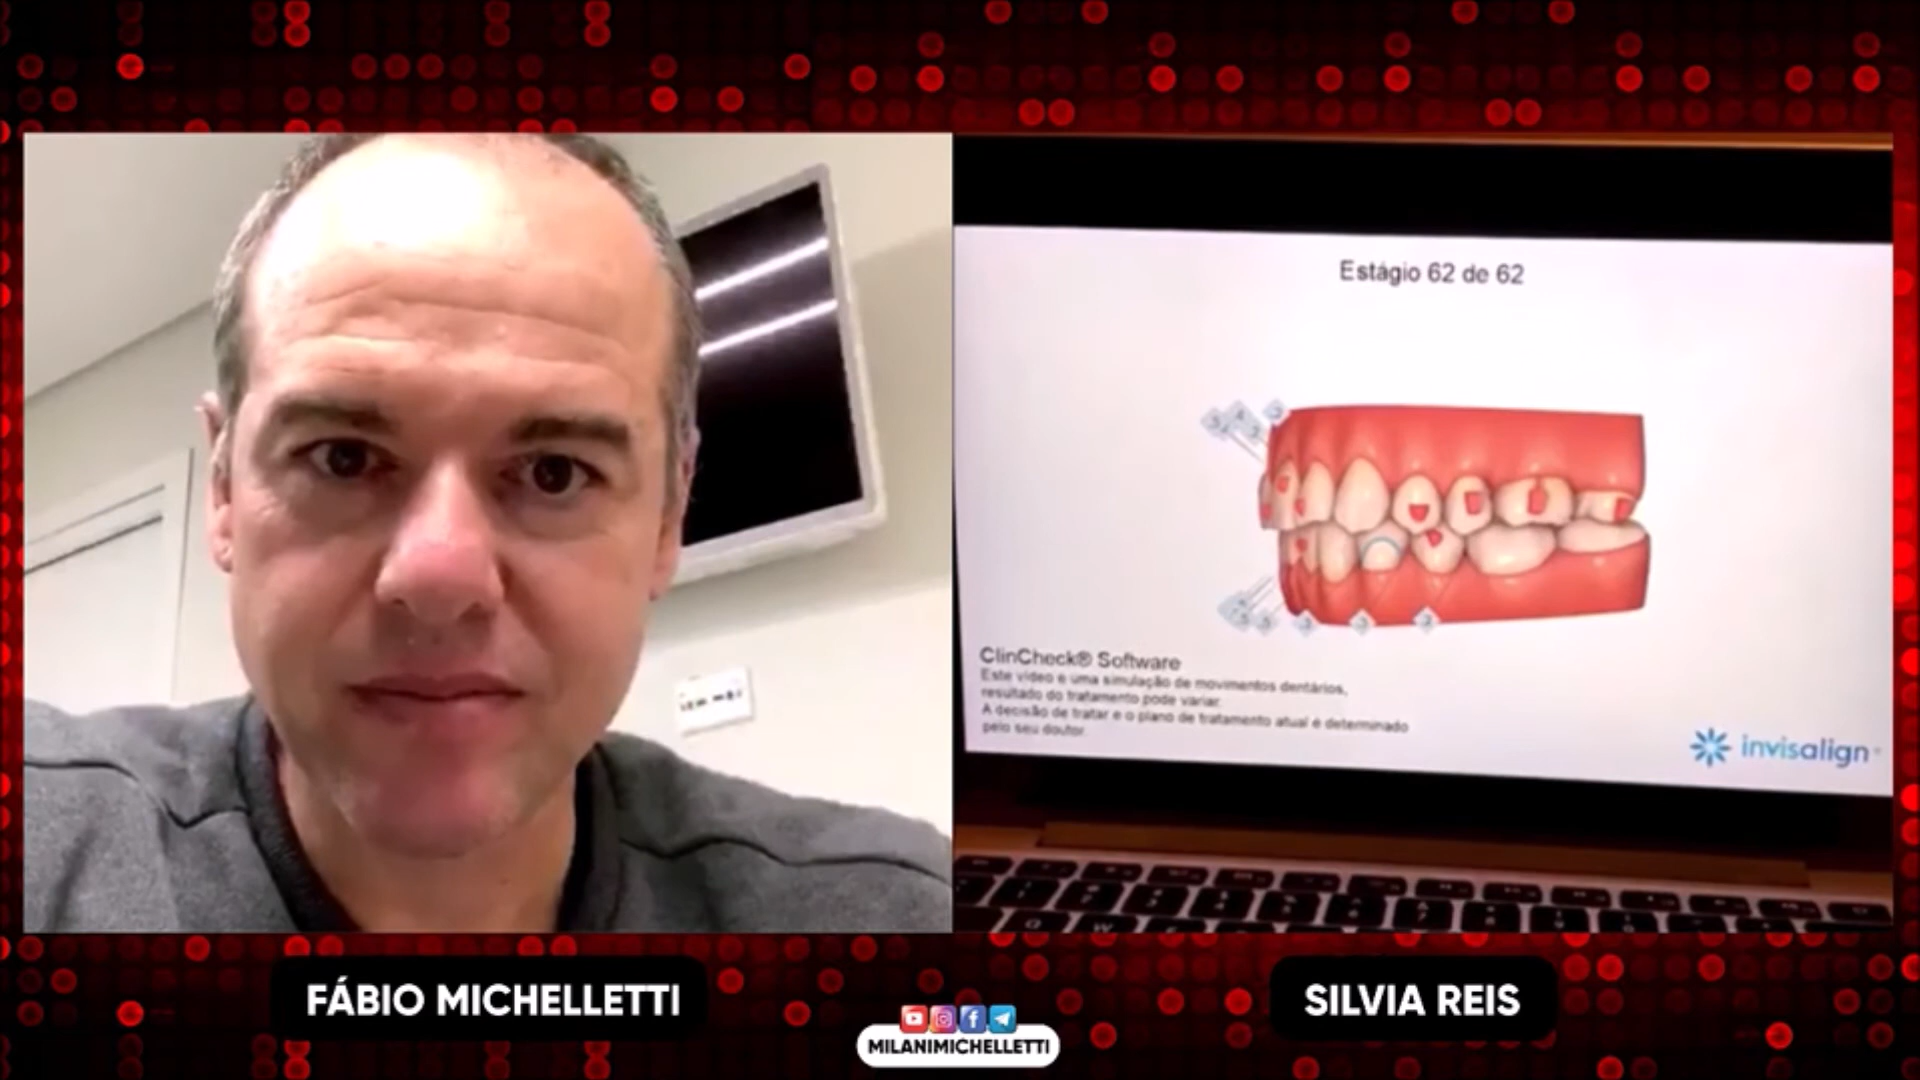 Estágio 62 de 62
ClinCheck® Software
Este vídeo é uma simulação de movimentos dentários,
resultado do tratamento pode variar.
A decisão de tratar e o plano de tratamento atual é determinado
pelo seu doutor.
invisalign
FÁBIO MICHELLETTI
SILVIA REIS
MILANIMICHELLETTI